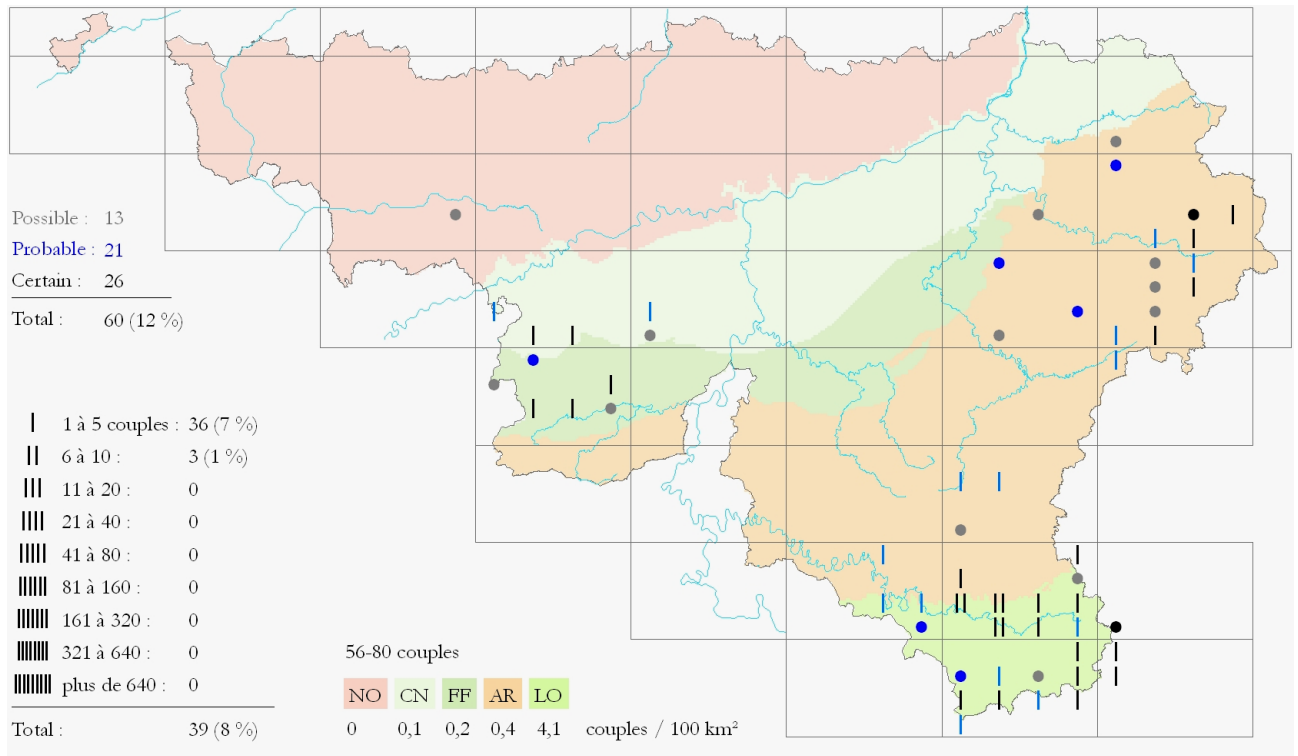 Possible : 13
Probable : 21
Certain : 26
Total : 60 (12 %)
1 à 5 couples : 36 (7 %)
6 à 10 : 3 (1 %)
11 à 20 : 0
21 à 40 : 0
41 à 80 : 0
81 à 160 : 0
161 à 320 : 0
321 à 640 : 0
plus de 640 : 0
Total : 39 (8 %)
56-80 couples
NO CN FF AR LO
0 0,1 0,2 0,4 4,1 couples / 100 km²